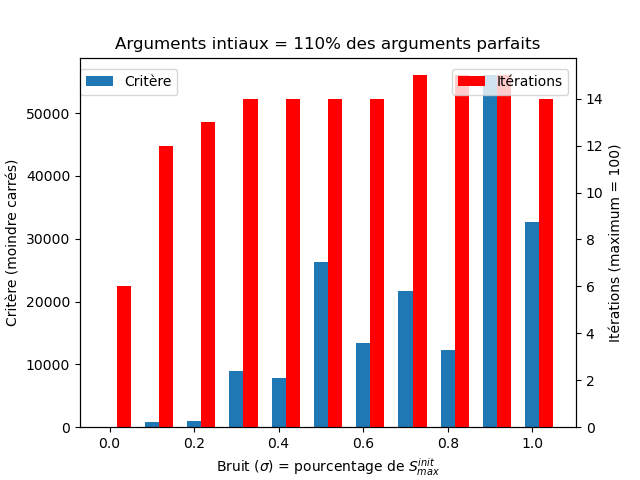 Arguments intiaux = 110% des arguments parfaits
Critère
Itérations
Critère (moindre carrés)
50000
40000
30000
20000
10000
0
14
12
10
8
6
4
2
0
Itérations (maximum = 100)
0.0 0.2 0.4 0.6 0.8 1.0
Bruit (σ) = pourcentage de $S_{max}^{init}$